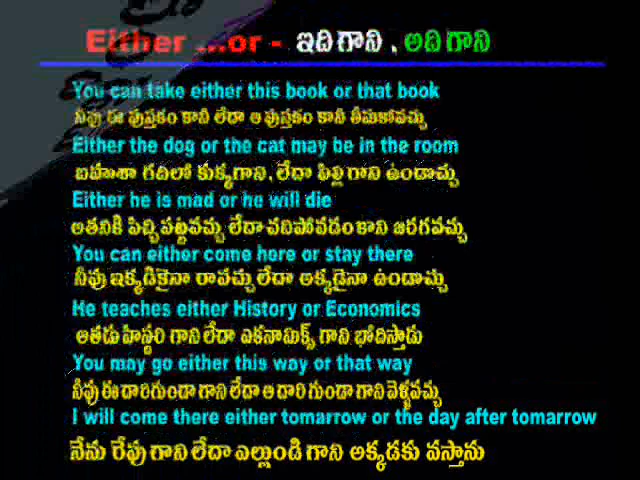 Either ...or - ఇది గాని , అది గాని
You can take either this book or that book
నీవు ఈ పుస్తకం కానీ లేదా ఆ పుస్తకం కానీ తీసుకోవచ్చు
Either the dog or the cat may be in the room
బహుశా గదిలో కుక్కగాని, లేదా పిల్లి గాని ఉండొచ్చు
Either he is mad or he will die
అతనికి పిచ్చి పట్టవచ్చు లేదా చనిపోవడం కాని జరగవచ్చు
You can either come here or stay there
నీవు ఇక్కడికైనా రావచ్చు లేదా అక్కడైనా ఉండొచ్చు
He teaches either History or Economics
అతడు హిస్టరి గాని లేదా ఎకనామిక్స్ గాని భోదిస్తాడు
You may go either this way or that way
నీవు ఈ దారిగుండా గాని లేదా ఆ దారి గుండా గాని వెళ్ళవచ్చు
I will come there either tomarrow or the day after tomarrow
నేను రేపు గాని లేదా ఎల్లుండి గాని అక్కడకు వస్తాను